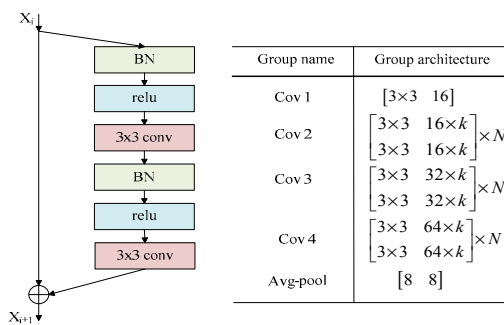 Xi
BN
relu
3x3 conv
BN
relu
3x3 conv
Xi+1
Group name Group architecture
Cov 1 [3×3 16]
Cov 2 [3×3 16×k
3×3 16×k]×N
Cov 3 [3×3 32×k
3×3 32×k]×N
Cov 4 [3×3 64×k
3×3 64×k]×N
Avg-pool [8 8]